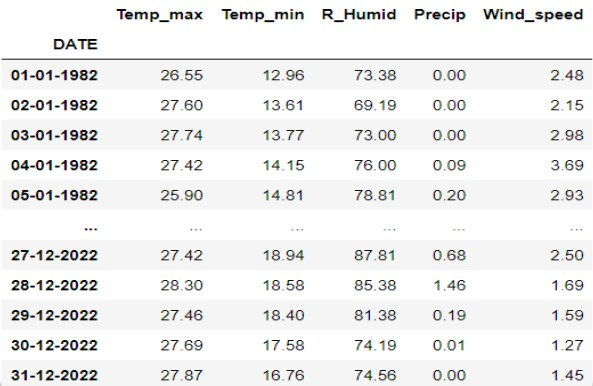 Temp_max Temp_min R_Humid Precip Wind_speed
DATE
01-01-1982 26.55 12.96 73.38 0.00 2.48
02-01-1982 27.60 13.61 69.19 0.00 2.15
03-01-1982 27.74 13.77 73.00 0.00 2.98
04-01-1982 27.42 14.15 76.00 0.09 3.69
05-01-1982 25.90 14.81 78.81 0.20 2.93
... ... ... ... ... ...
27-12-2022 27.42 18.94 87.81 0.68 2.50
28-12-2022 28.30 18.58 85.38 1.46 1.69
29-12-2022 27.46 18.40 81.38 0.19 1.59
30-12-2022 27.69 17.58 74.19 0.01 1.27
31-12-2022 27.87 16.76 74.56 0.00 1.45